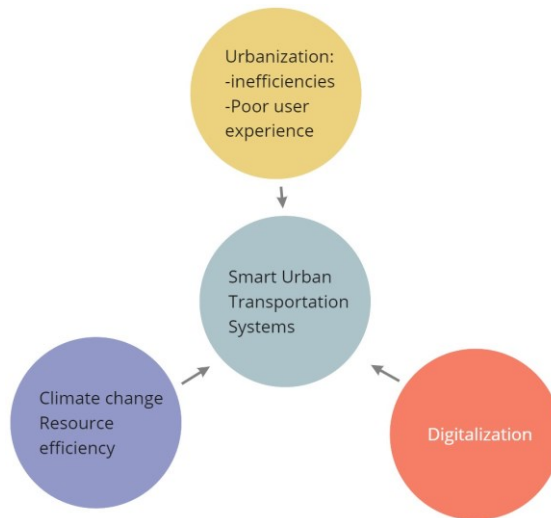 Urbanization:
-inefficiencies
-Poor user
experience
Smart Urban
Transportation
Systems
Climate change
Resource
efficiency
Digitalization